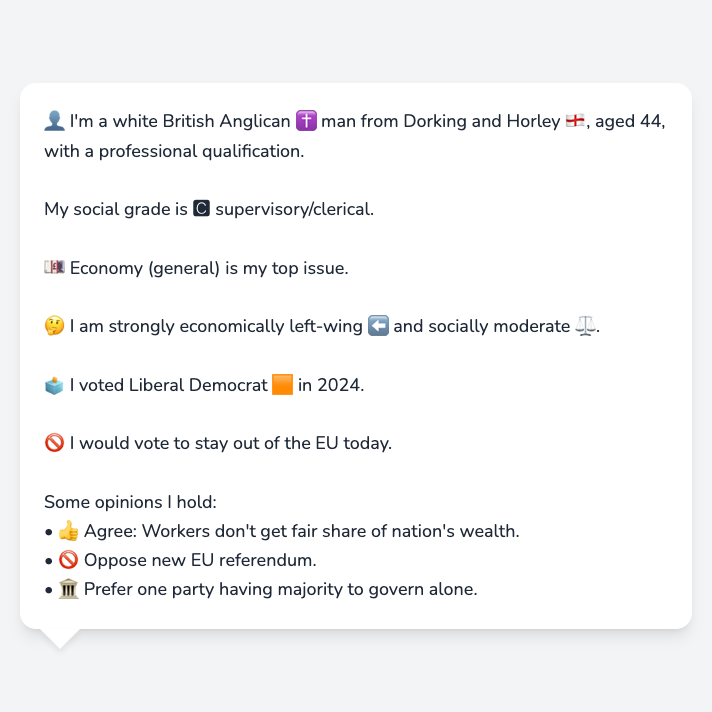 👤 I'm a white British Anglican ✝️ man from Dorking and Horley 🏴󠁧󠁢󠁥󠁮󠁧󠁿, aged 44,
with a professional qualification.
My social grade is 🅲 supervisory/clerical.
💷 Economy (general) is my top issue.
🤔 I am strongly economically left-wing ⬅️ and socially moderate ⚖️.
🗳️ I voted Liberal Democrat 🟧 in 2024.
🚫 I would vote to stay out of the EU today.
Some opinions I hold:
• 👍 Agree: Workers don't get fair share of nation's wealth.
• 🚫 Oppose new EU referendum.
• 🏛️ Prefer one party having majority to govern alone.